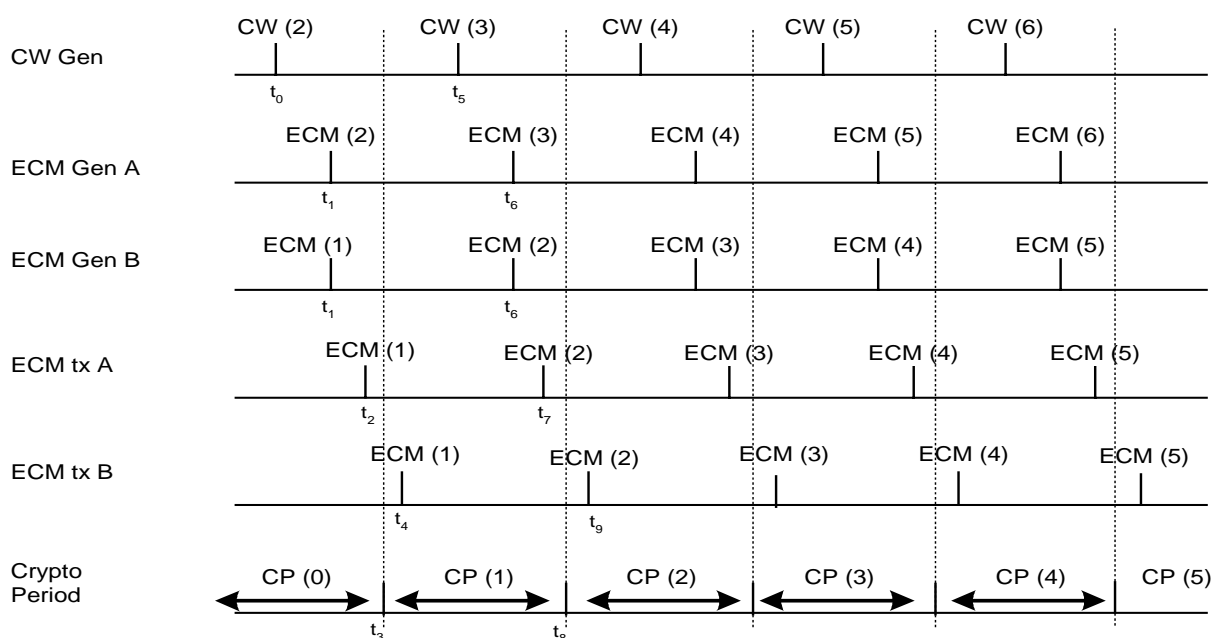 CW Gen CW (2) CW (3) CW (4) CW (5) CW (6)
t0 t5
ECM Gen A ECM (2) ECM (3) ECM (4) ECM (5) ECM (6)
t1 t6
ECM Gen B ECM (1) ECM (2) ECM (3) ECM (4) ECM (5)
t1 t6
ECM tx A ECM (1) ECM (2) ECM (3) ECM (4) ECM (5)
t2 t7
ECM tx B ECM (1) ECM (2) ECM (3) ECM (4) ECM (5)
t4 t9
Crypto
Period CP (0) CP (1) CP (2) CP (3) CP (4) CP (5)
t3 t8